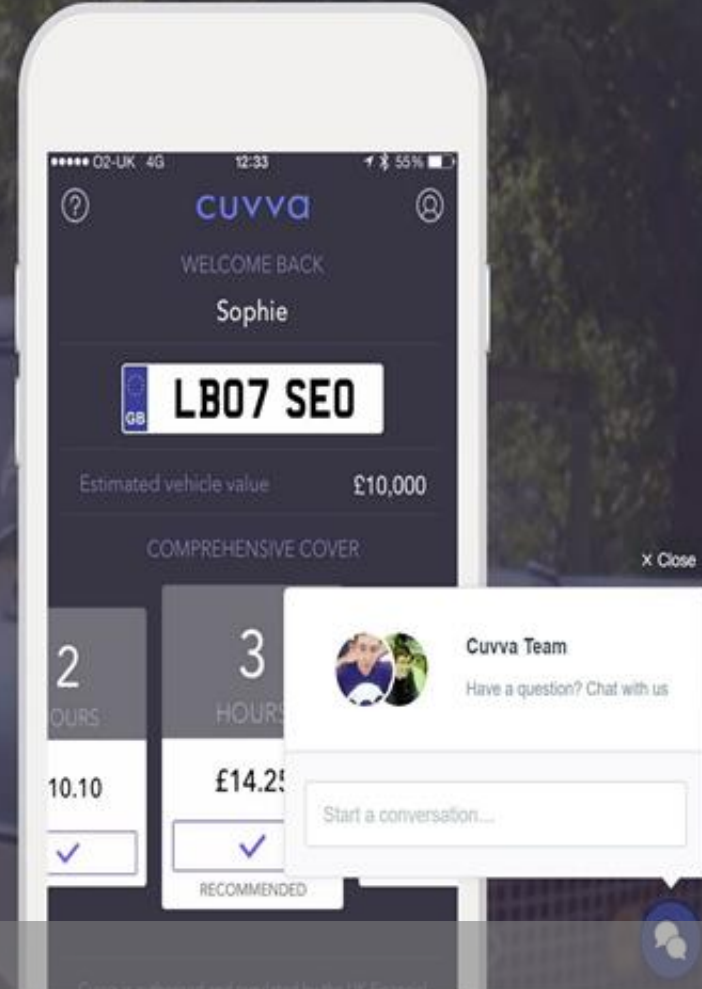 O2-UK 4G 12:33 55%
?
cuvva
WELCOME BACK
Sophie
GB
LB07 SEO
Estimated vehicle value £10,000
COMPREHENSIVE COVER
2
OURS
10.10
3
HOURS
£14.25
RECOMMENDED
X Close
Cuvva Team
Have a question? Chat with us
Start a conversation...